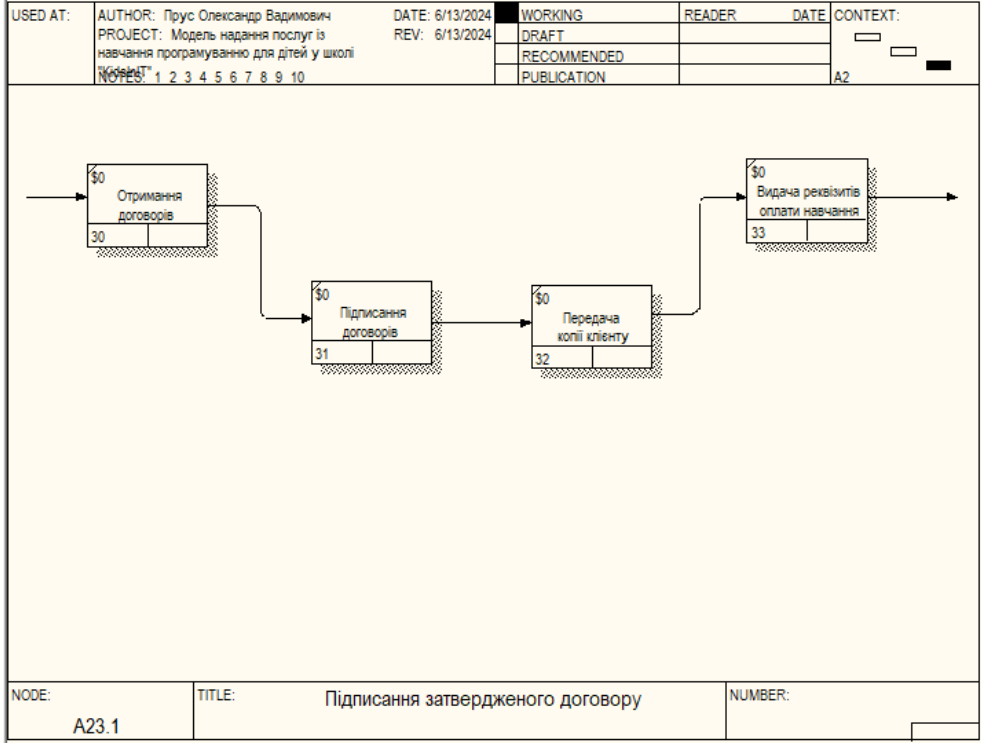 USED AT:
AUTHOR: Прус Олександр Вадимович
DATE: 6/13/2024
PROJECT: Модель надання послуг із навчання програмуванню для дітей у школі "KidsInIT"
REV: 6/13/2024
NOTES: 1 2 3 4 5 6 7 8 9 10
WORKING
DRAFT
RECOMMENDED
PUBLICATION
READER DATE
CONTEXT:
A2
$0
Отримання
договорів
30
$0
Підписання
договорів
31
$0
Передача
копії клієнту
32
$0
Видача реквізитів
оплати навчання
33
NODE:
A23.1
TITLE:
Підписання затвердженого договору
NUMBER: